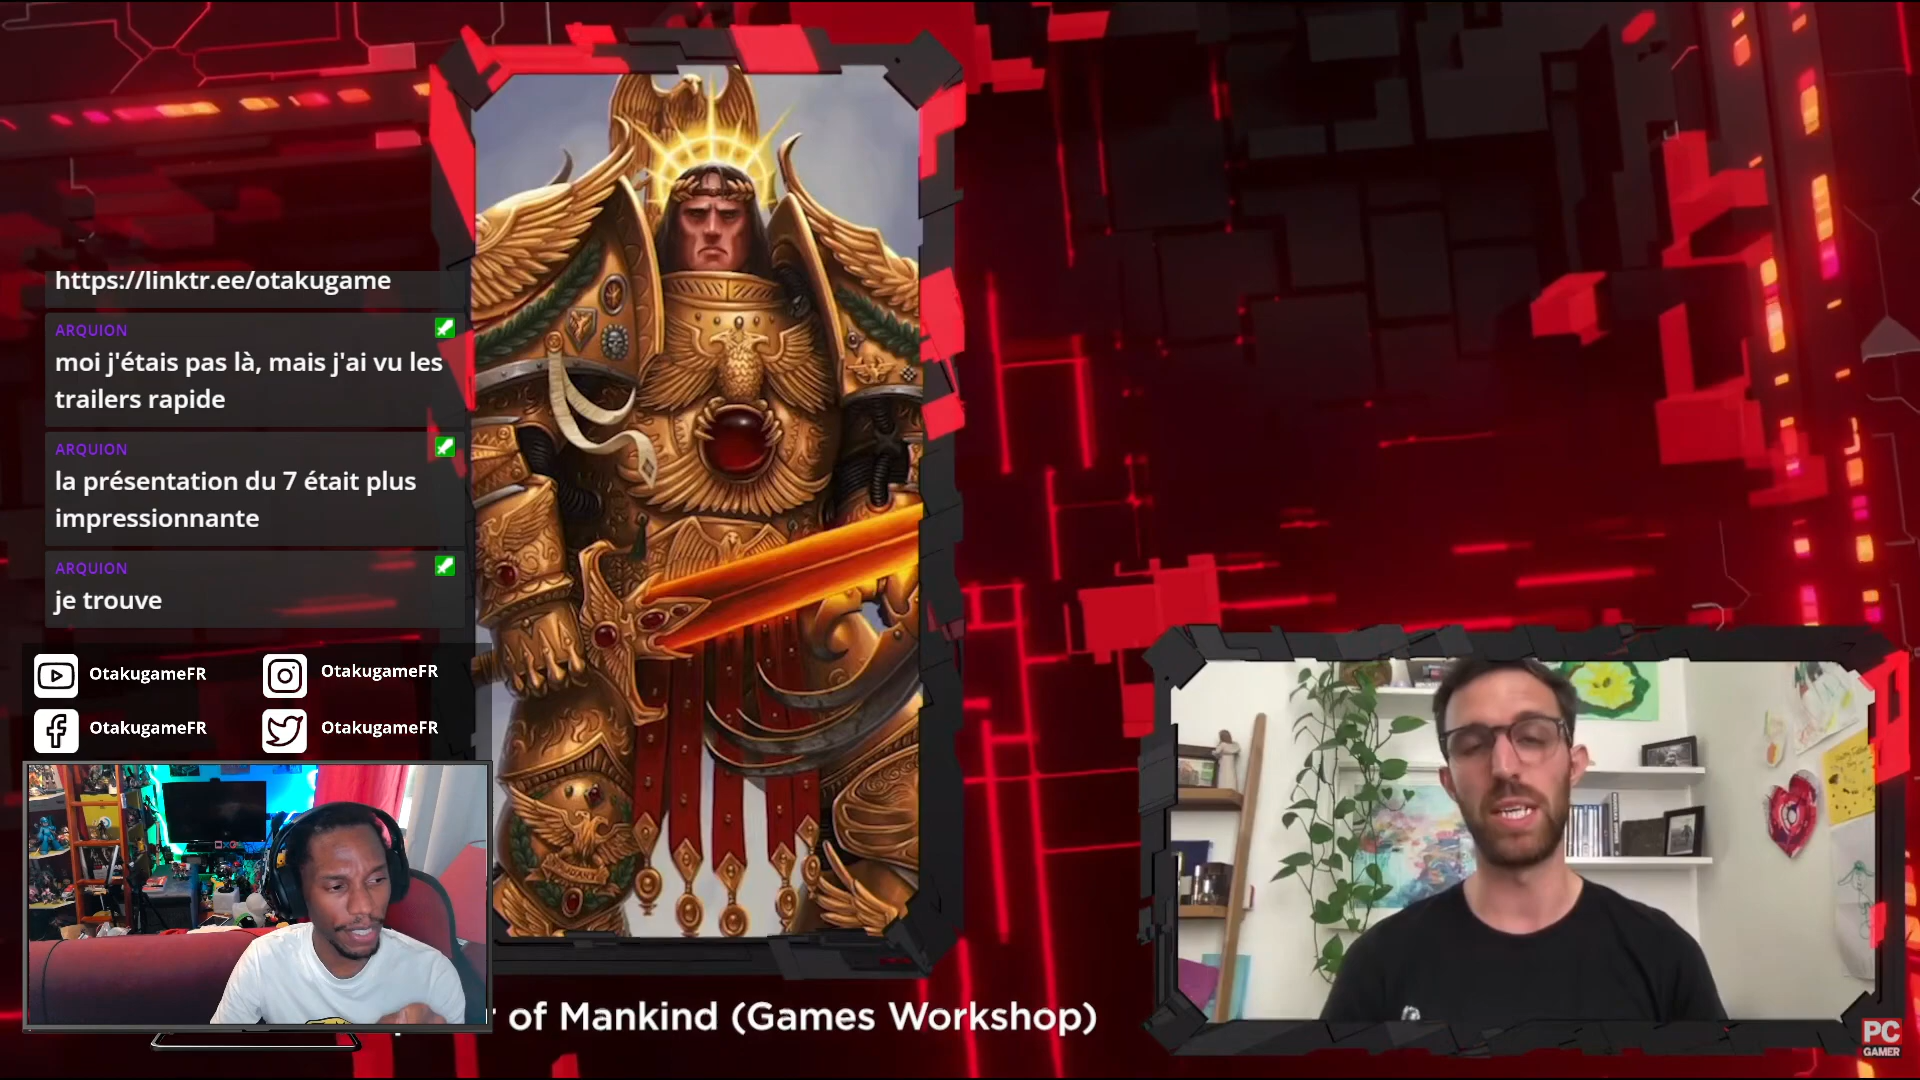 https://linktr.ee/otakugame
ARQUION
moi j'étais pas là, mais j'ai vu les
trailers rapide
ARQUION
la présentation du 7 était plus
impressionnante
ARQUION
je trouve
OtakugameFR
OtakugameFR
OtakugameFR
OtakugameFR
of Mankind (Games Workshop)
PC
GAMER